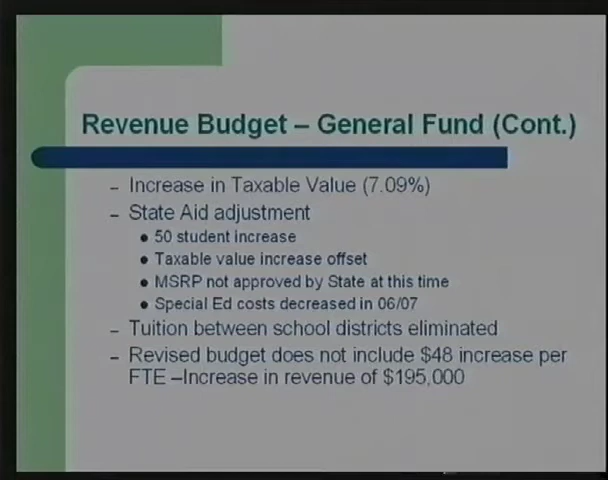 Revenue Budget – General Fund (Cont.)
– Increase in Taxable Value (7.09%)
– State Aid adjustment
● 50 student increase
● Taxable value increase offset
● MSRP not approved by State at this time
● Special Ed costs decreased in 06/07
– Tuition between school districts eliminated
– Revised budget does not include $48 increase per
FTE –Increase in revenue of $195,000